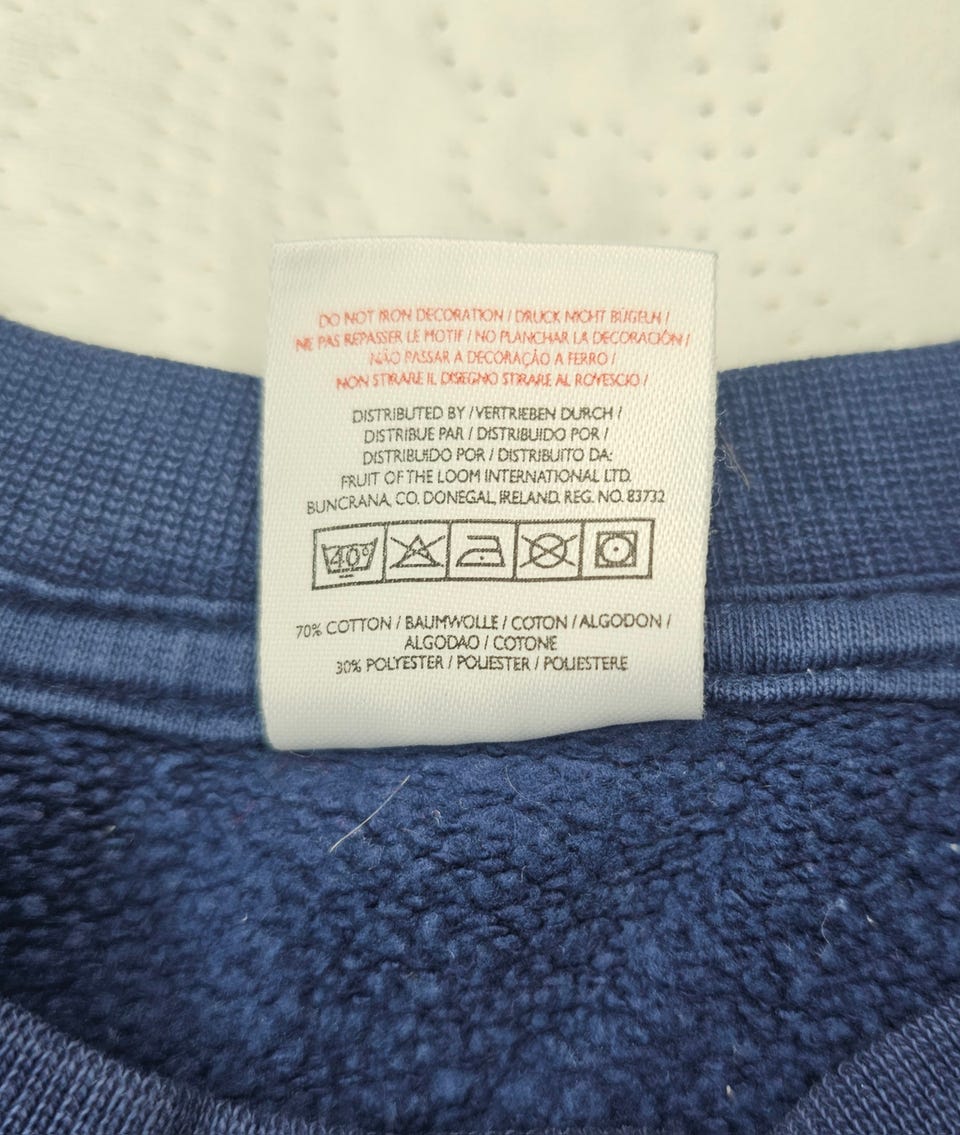 DO NOT IRON DECORATION / DRUCK NICHT BÜGELN /
NE PAS REPASSER LE MOTIF / NO PLANCHAR LA DECORACIÓN /
NÃO PASSAR A DECORAÇÃO A FERRO /
NON STIRARE IL DISEGNO STIRARE AL ROVESCIO /
DISTRIBUTED BY / VERTRIEBEN DURCH /
DISTRIBUE PAR / DISTRIBUIDO POR /
DISTRIBUIDO POR / DISTRIBUITO DA:
FRUIT OF THE LOOM INTERNATIONAL LTD.
BUNCRANA, CO. DONEGAL, IRELAND. REG. NO. 83732
40°
70% COTTON / BAUMWOLLE / COTON / ALGODON /
ALGODAO / COTONE
30% POLYESTER / POLIESTER / POLIESTERE